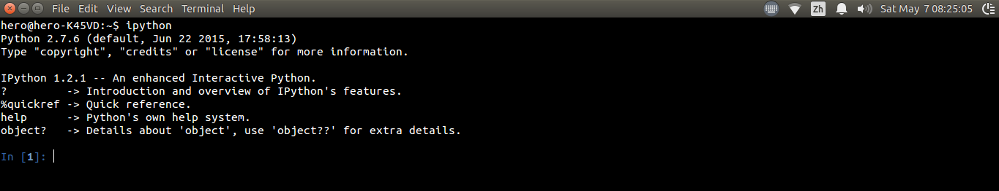 File Edit View Search Terminal Help Zh Sat May 7 08:25:05
hero@hero-K45VD:~$ ipython
Python 2.7.6 (default, Jun 22 2015, 17:58:13)
Type "copyright", "credits" or "license" for more information.
IPython 1.2.1 -- An enhanced Interactive Python.
?         -> Introduction and overview of IPython's features.
%quickref -> Quick reference.
help      -> Python's own help system.
object?   -> Details about 'object', use 'object??' for extra details.
In [1]: